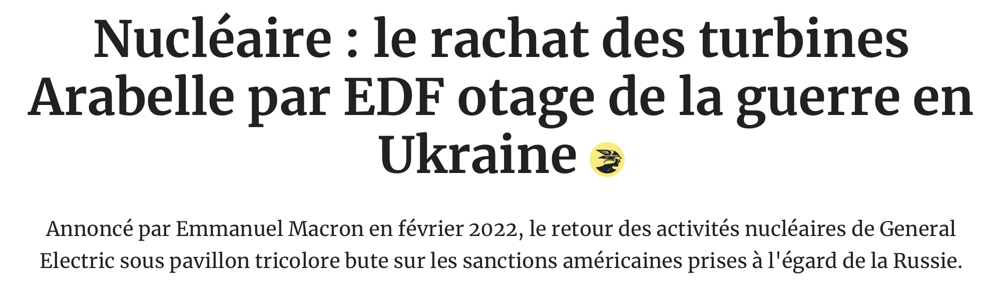 Nucléaire : le rachat des turbines
Arabelle par EDF otage de la guerre en
Ukraine
Annoncé par Emmanuel Macron en février 2022, le retour des activités nucléaires de General
Electric sous pavillon tricolore bute sur les sanctions américaines prises à l'égard de la Russie.